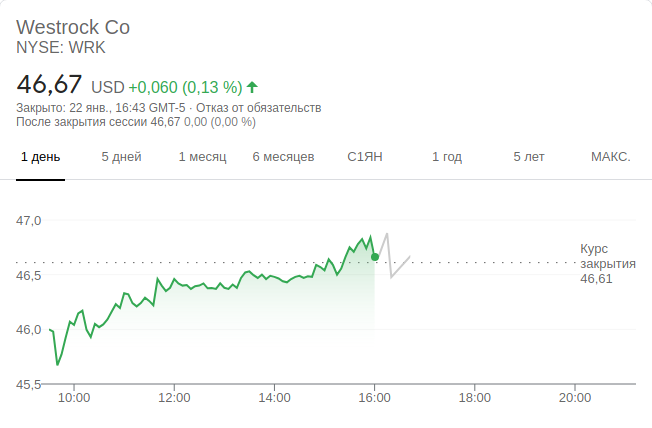 Westrock Co
NYSE: WRK
46,67 USD +0,060 (0,13 %)
Закрыто: 22 янв., 16:43 GMT-5 · Отказ от обязательств
После закрытия сессии 46,67 0,00 (0,00 %)
1 день 5 дней 1 месяц 6 месяцев С1ЯН 1 год 5 лет МАКС.
47,0
Курс
закрытия
46,61
46,5
46,0
45,5
10:00 12:00 14:00 16:00 18:00 20:00